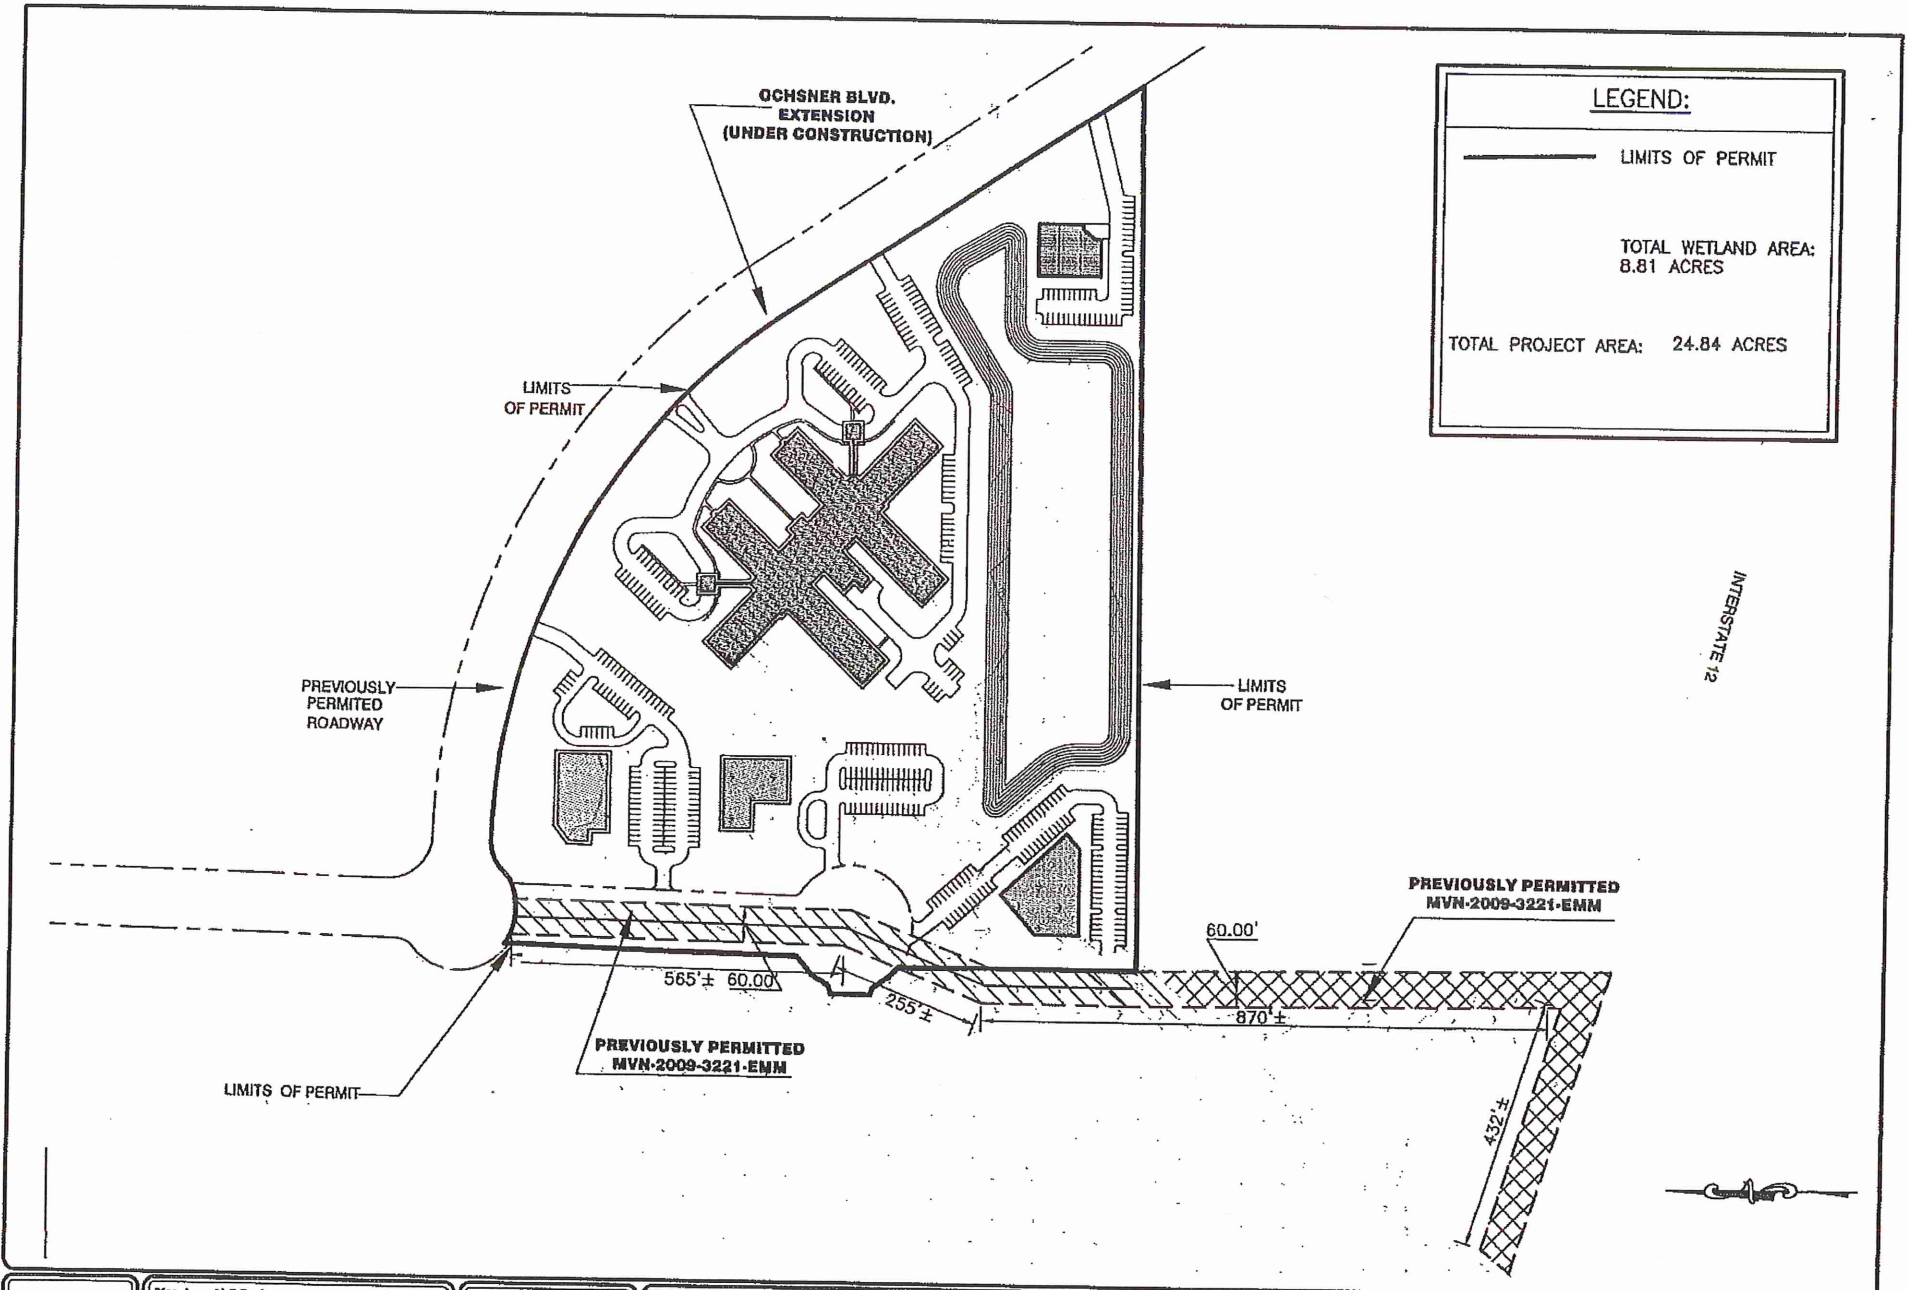 OCHSNER BLVD.
EXTENSION
(UNDER CONSTRUCTION)
LEGEND:
LIMITS OF PERMIT
TOTAL WETLAND AREA:
8.81 ACRES
TOTAL PROJECT AREA: 24.84 ACRES
LIMITS
OF PERMIT
INTERSTATE 12
PREVIOUSLY
PERMITED
ROADWAY
LIMITS
OF PERMIT
PREVIOUSLY PERMITTED
MVN-2009-3221-EMM
60.00'
565'± 60.00'
255'±
870'±
PREVIOUSLY PERMITTED
MVN-2009-3221-EMM
LIMITS OF PERMIT
432'±